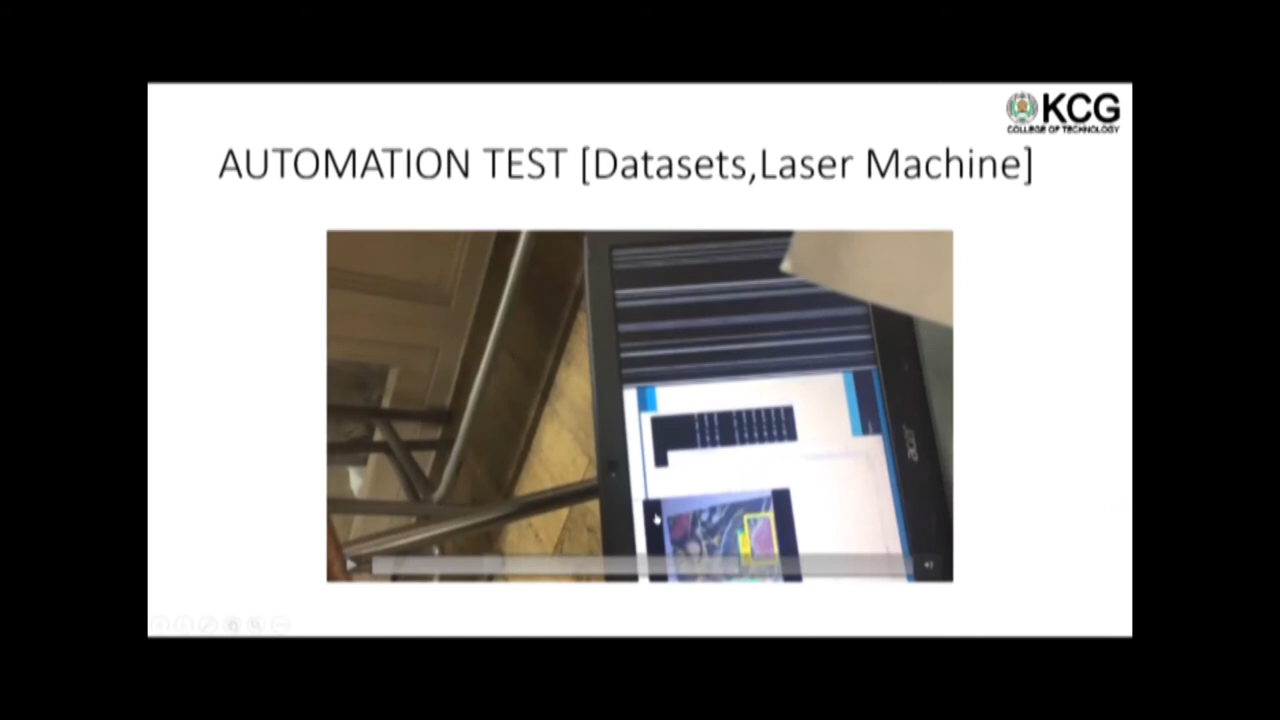 KCG
COLLEGE OF TECHNOLOGY
AUTOMATION TEST [Datasets,Laser Machine]
acer